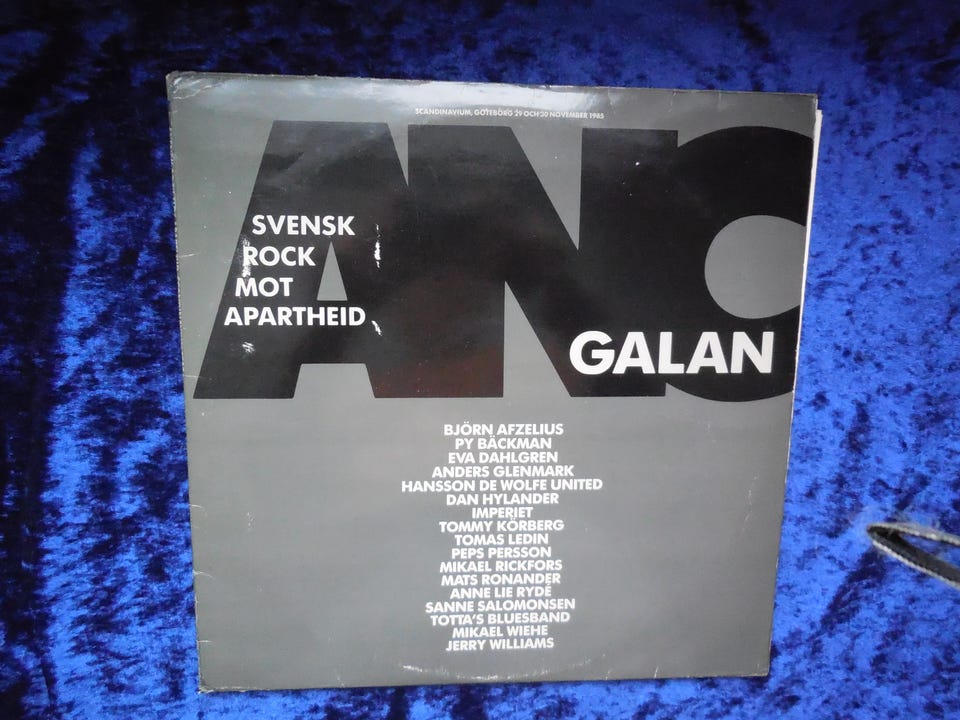 SCANDINAVIUM, GÖTEBORG 29 OCH 30 NOVEMBER 1985
ANC
SVENSK
ROCK
MOT
APARTHEID
GALAN
BJÖRN AFZELIUS
PY BÄCKMAN
EVA DAHLGREN
ANDERS GLENMARK
HANSSON DE WOLFE UNITED
DAN HYLANDER
IMPERIET
TOMMY KÖRBERG
TOMAS LEDIN
PEPS PERSSON
MIKAEL RICKFORS
MATS RONANDER
ANNE LIE RYDÉ
SANNE SALOMONSEN
TOTTA'S BLUESBAND
MIKAEL WIEHE
JERRY WILLIAMS